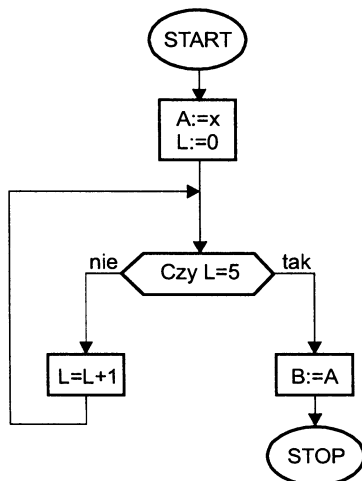 START
A:=x
L:=0
nie
Czy L=5
tak
L=L+1
B:=A
STOP